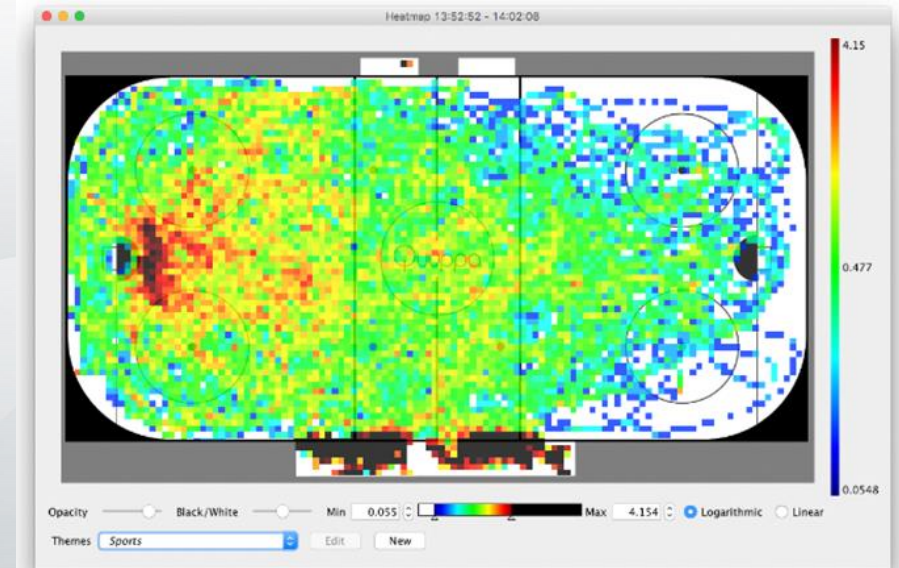 Heatmap 13:52:52 - 14:02:08
4.15
Quuppa
0.477
0.0548
Opacity Black/White Min 0.055 Max 4.154 Logarithmic Linear
Themes Sports Edit New